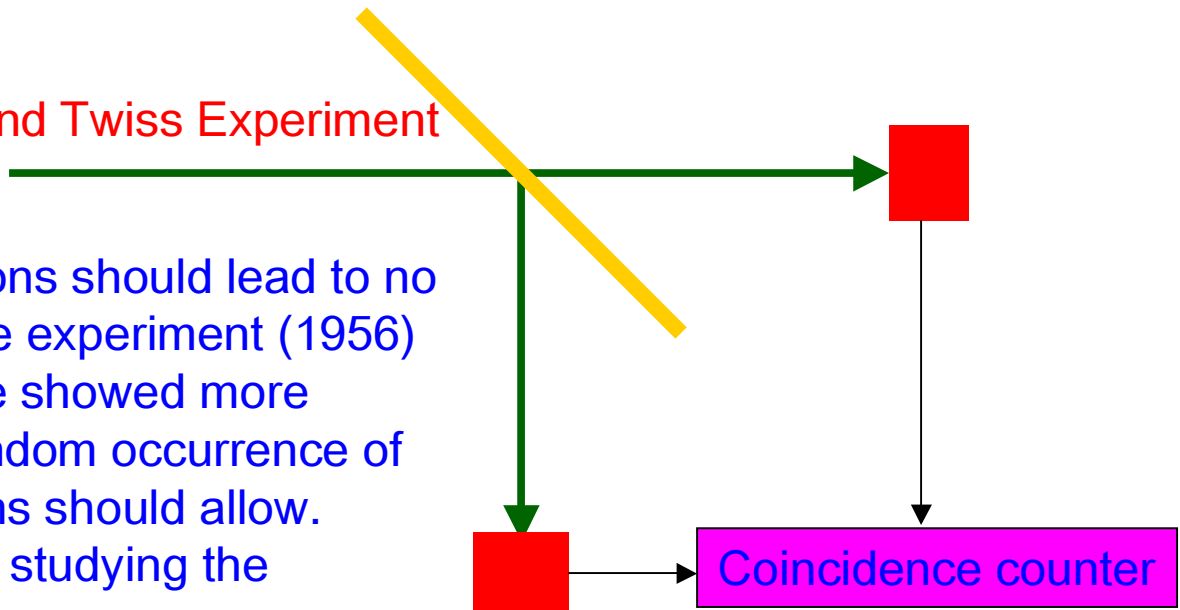 nd Twiss Experiment
ons should lead to no
e experiment (1956)
e showed more
ndom occurrence of
ns should allow.
studying the
Coincidence counter